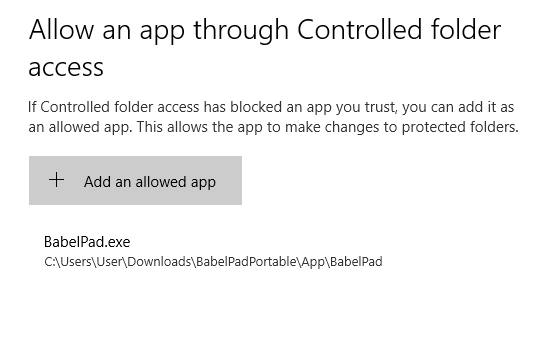 Allow an app through Controlled folder
access
If Controlled folder access has blocked an app you trust, you can add it as
an allowed app. This allows the app to make changes to protected folders.
Add an allowed app
BabelPad.exe
C:\Users\User\Downloads\BabelPadPortable\App\BabelPad